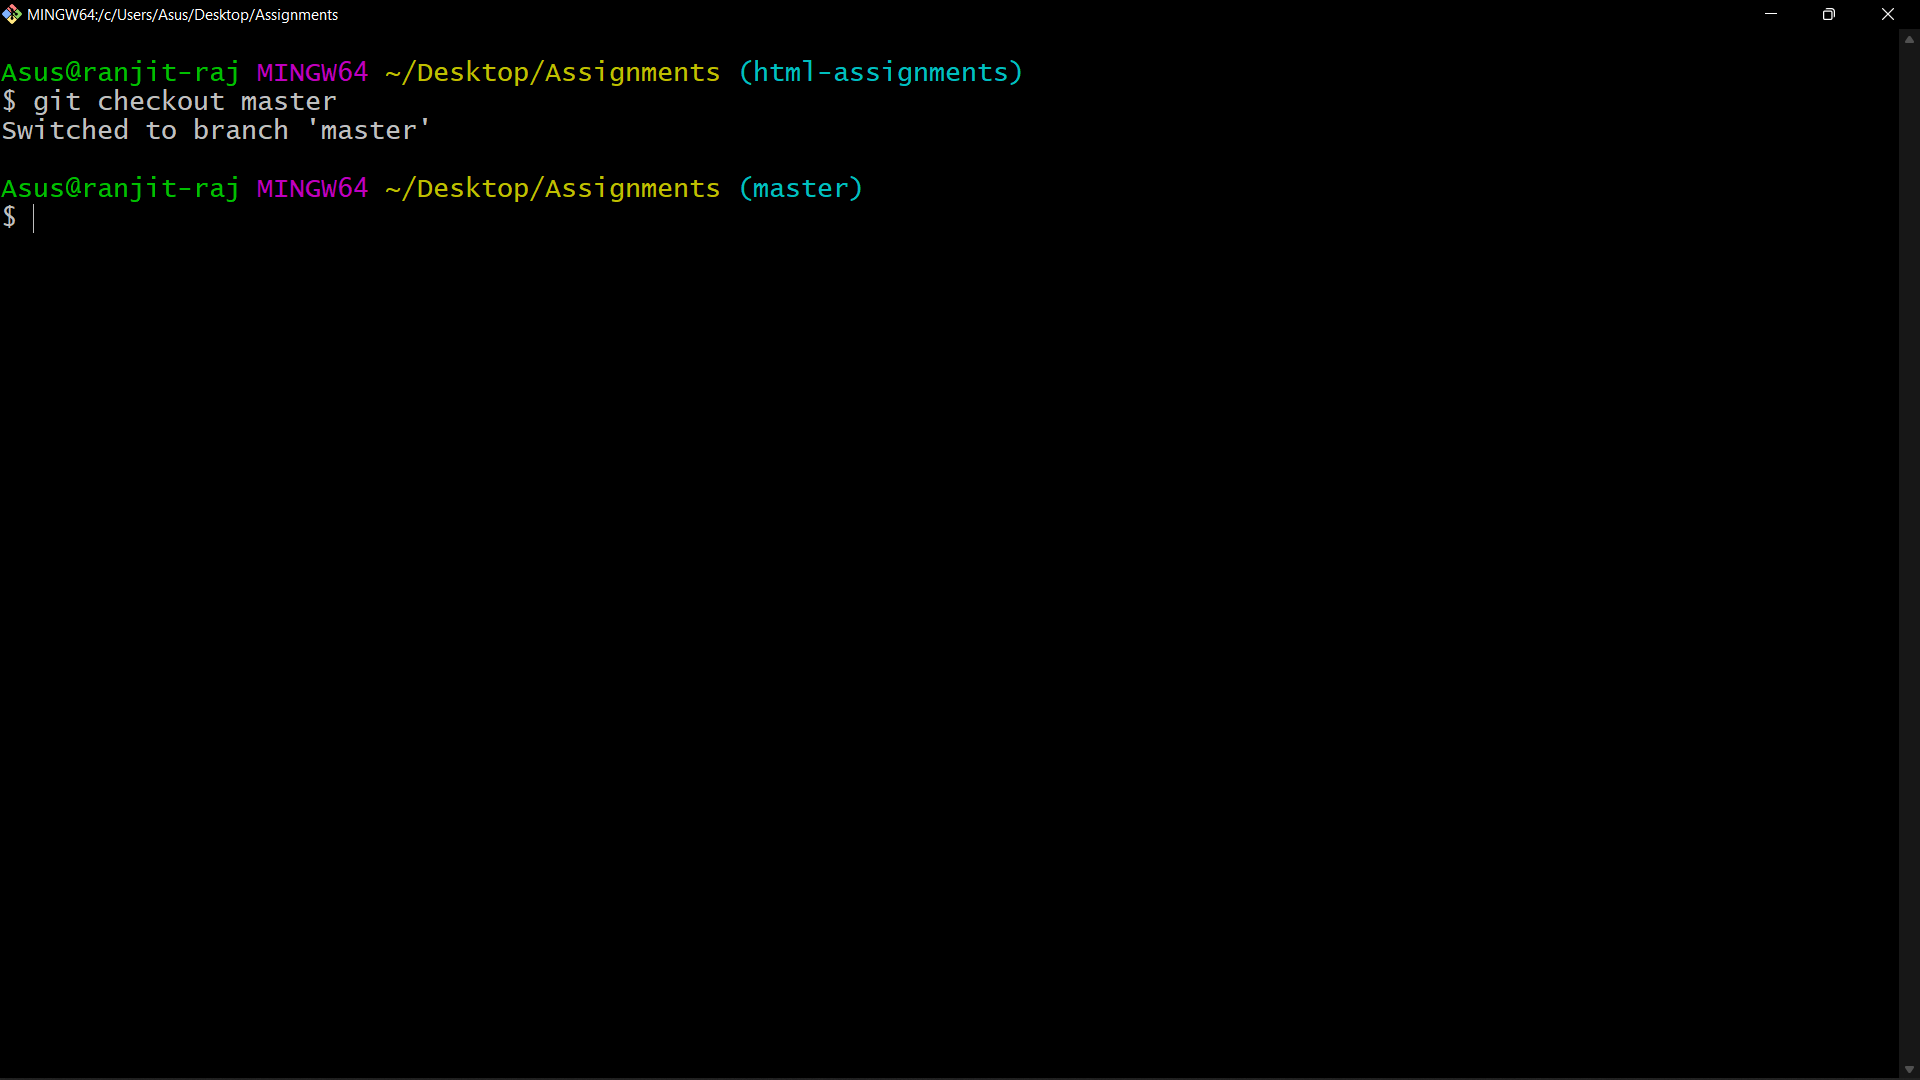 MINGW64:/c/Users/Asus/Desktop/Assignments
Asus@ranjit-raj MINGW64 ~/Desktop/Assignments (html-assignments)
$ git checkout master
Switched to branch 'master'
Asus@ranjit-raj MINGW64 ~/Desktop/Assignments (master)
$